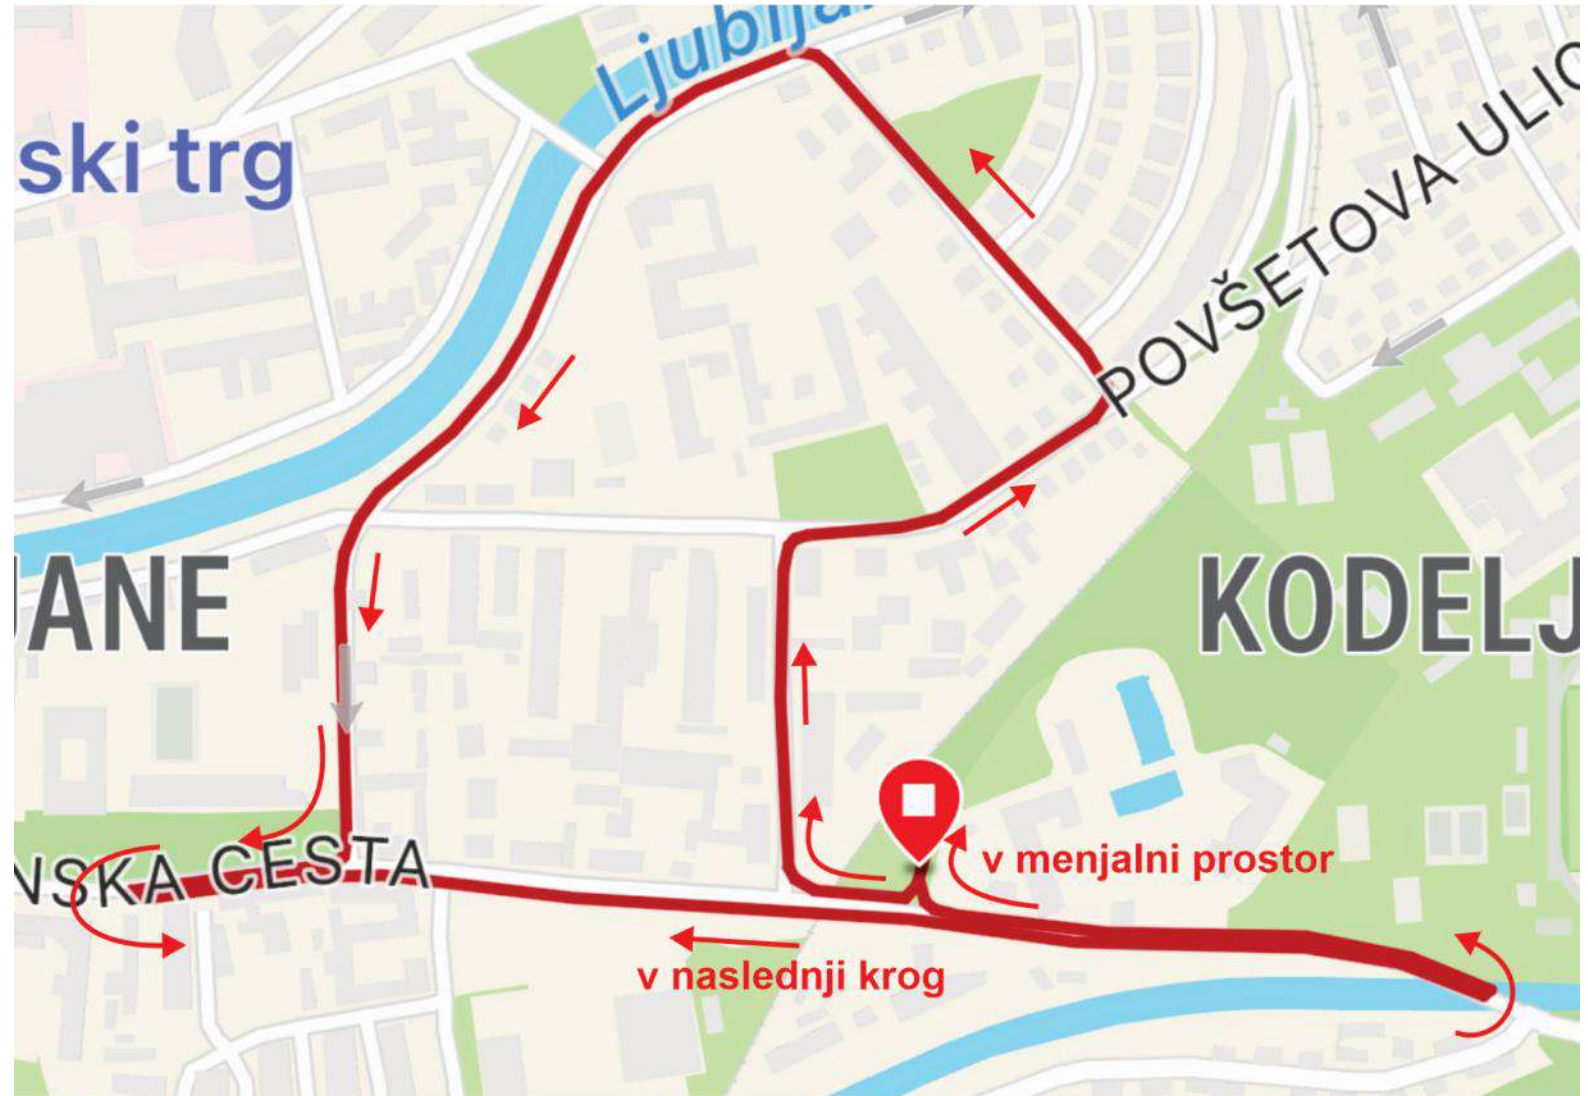 Ljublja
ski trg
POVŠETOVA ULIC
JANE
KODELJ
NSKA CESTA
v menjalni prostor
v naslednji krog